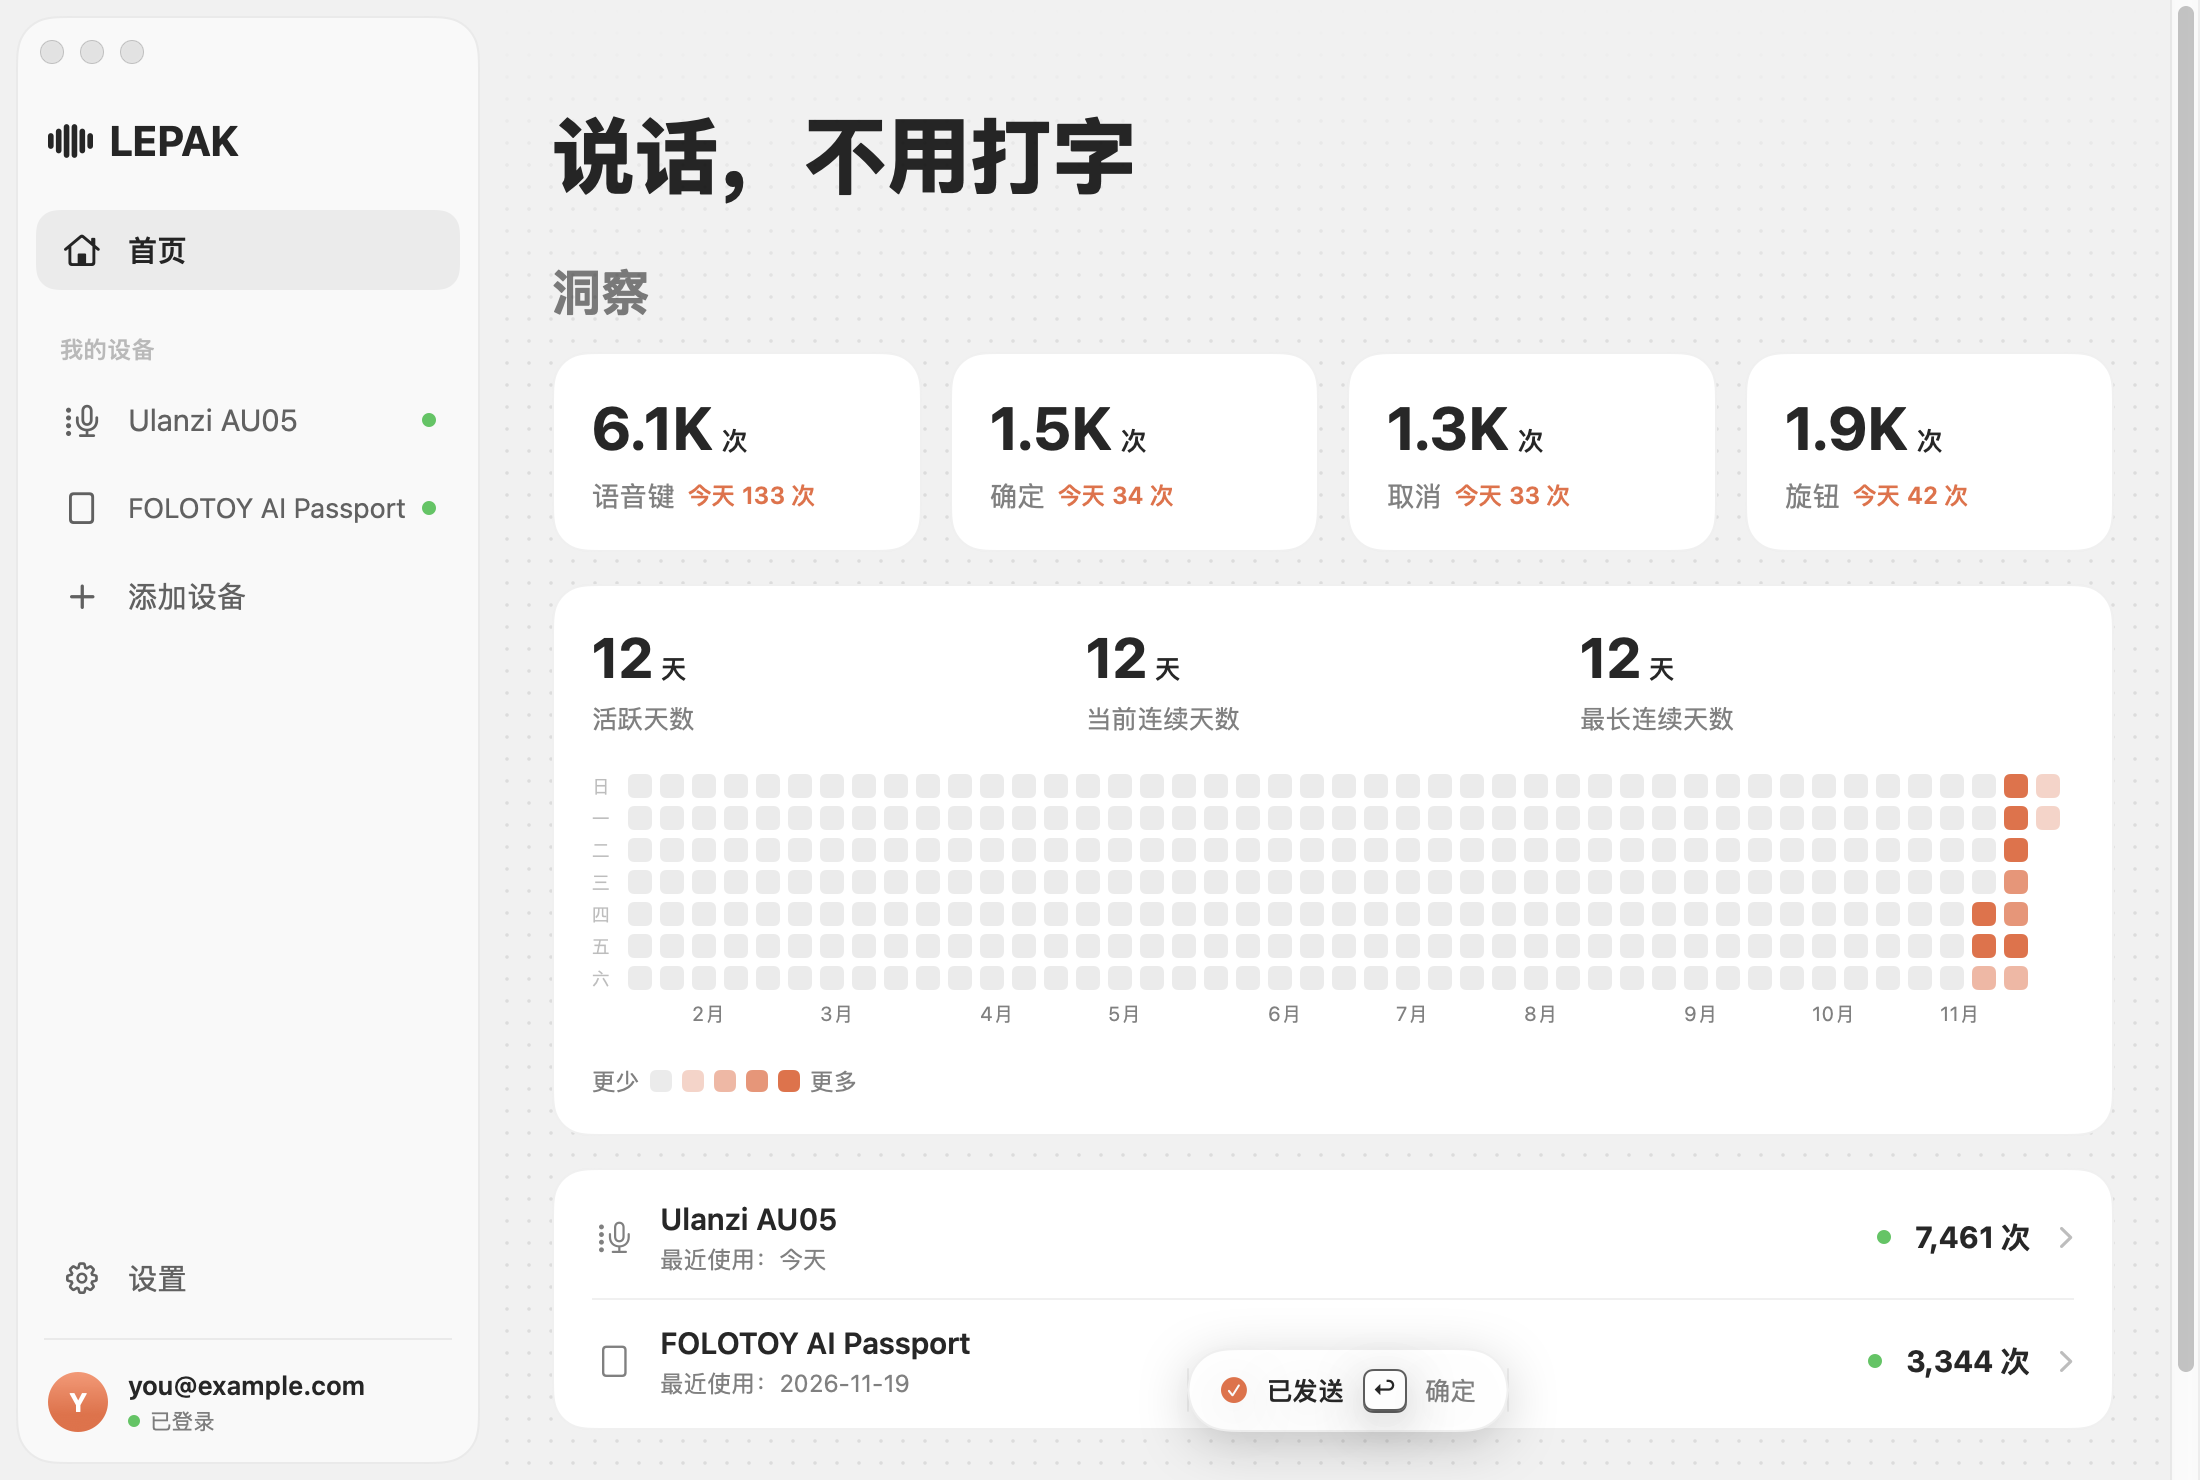 LEPAK
首页
我的设备
Ulanzi AU05
FOLOTOY AI Passport
添加设备
设置
Y
you@example.com
已登录
说话，不用打字
洞察
6.1K 次
语音键 今天 133 次
1.5K 次
确定 今天 34 次
1.3K 次
取消 今天 33 次
1.9K 次
旋钮 今天 42 次
12 天
活跃天数
12 天
当前连续天数
12 天
最长连续天数
日
一
二
三
四
五
六
2月 3月 4月 5月 6月 7月 8月 9月 10月 11月
更少 更多
Ulanzi AU05
最近使用：今天
7,461 次
FOLOTOY AI Passport
最近使用：2026-11-19
3,344 次
已发送 确定